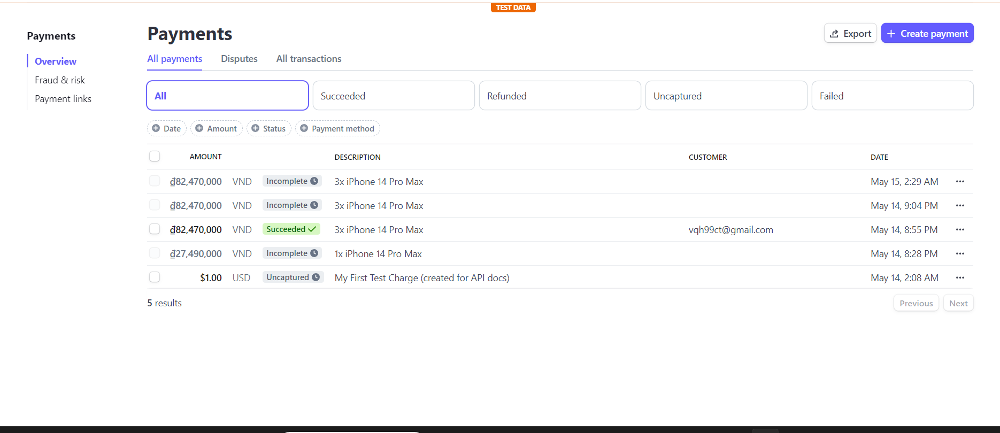 TEST DATA
Payments
Overview
Fraud & risk
Payment links
Payments
Export
Create payment
All payments Disputes All transactions
All Succeeded Refunded Uncaptured Failed
Date Amount Status Payment method
AMOUNT DESCRIPTION CUSTOMER DATE
₫82,470,000 VND Incomplete 3x iPhone 14 Pro Max May 15, 2:29 AM
₫82,470,000 VND Incomplete 3x iPhone 14 Pro Max May 14, 9:04 PM
₫82,470,000 VND Succeeded 3x iPhone 14 Pro Max vqh99ct@gmail.com May 14, 8:55 PM
₫27,490,000 VND Incomplete 1x iPhone 14 Pro Max May 14, 8:28 PM
$1.00 USD Uncaptured My First Test Charge (created for API docs) May 14, 2:08 AM
5 results
Previous Next